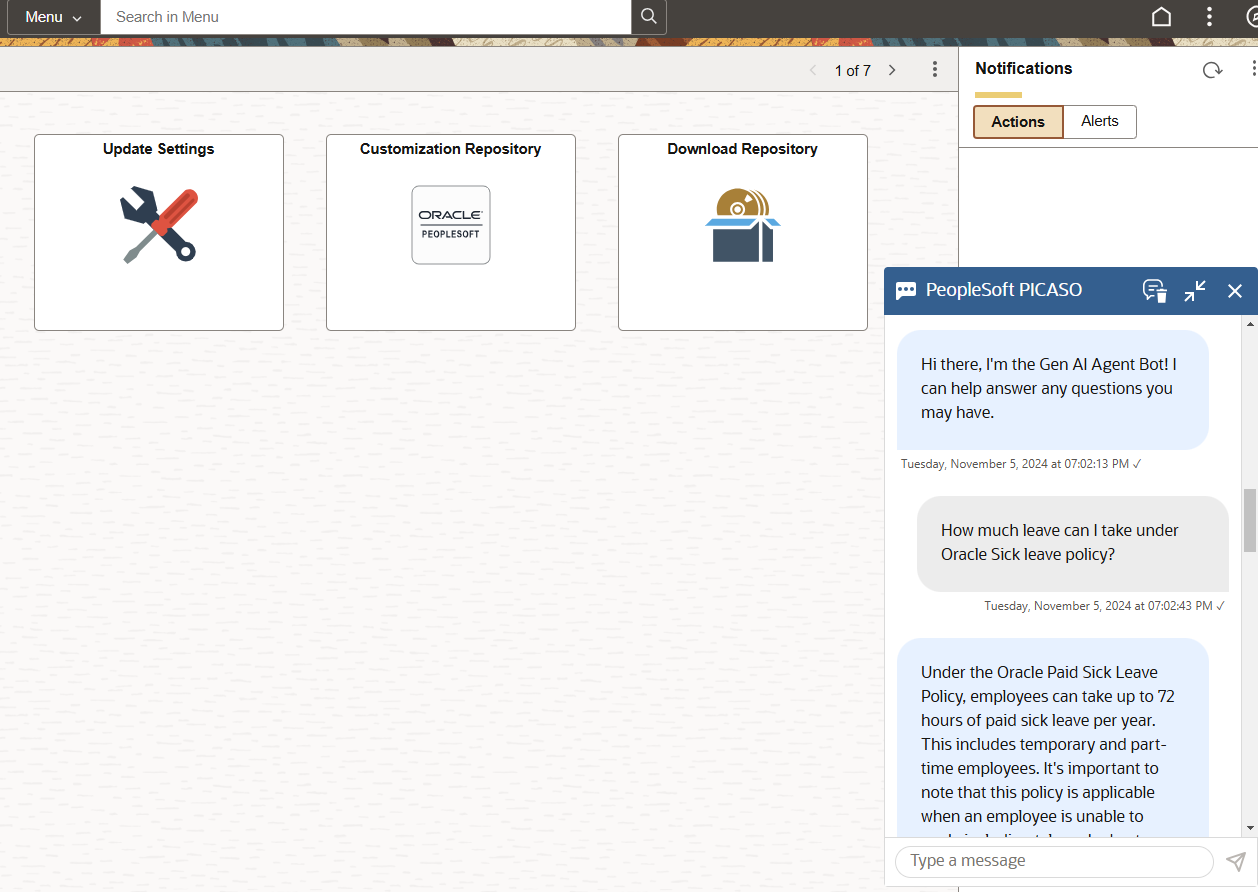 Menu
Search in Menu
1 of 7
Notifications
Actions
Alerts
Update Settings
Customization Repository
Download Repository
ORACLE
PEOPLESOFT
PeopleSoft PICASO
Hi there, I'm the Gen AI Agent Bot! I
can help answer any questions you
may have.
Tuesday, November 5, 2024 at 07:02:13 PM ✓
How much leave can I take under
Oracle Sick leave policy?
Tuesday, November 5, 2024 at 07:02:43 PM ✓
Under the Oracle Paid Sick Leave
Policy, employees can take up to 72
hours of paid sick leave per year.
This includes temporary and part-
time employees. It's important to
note that this policy is applicable
when an employee is unable to
Type a message